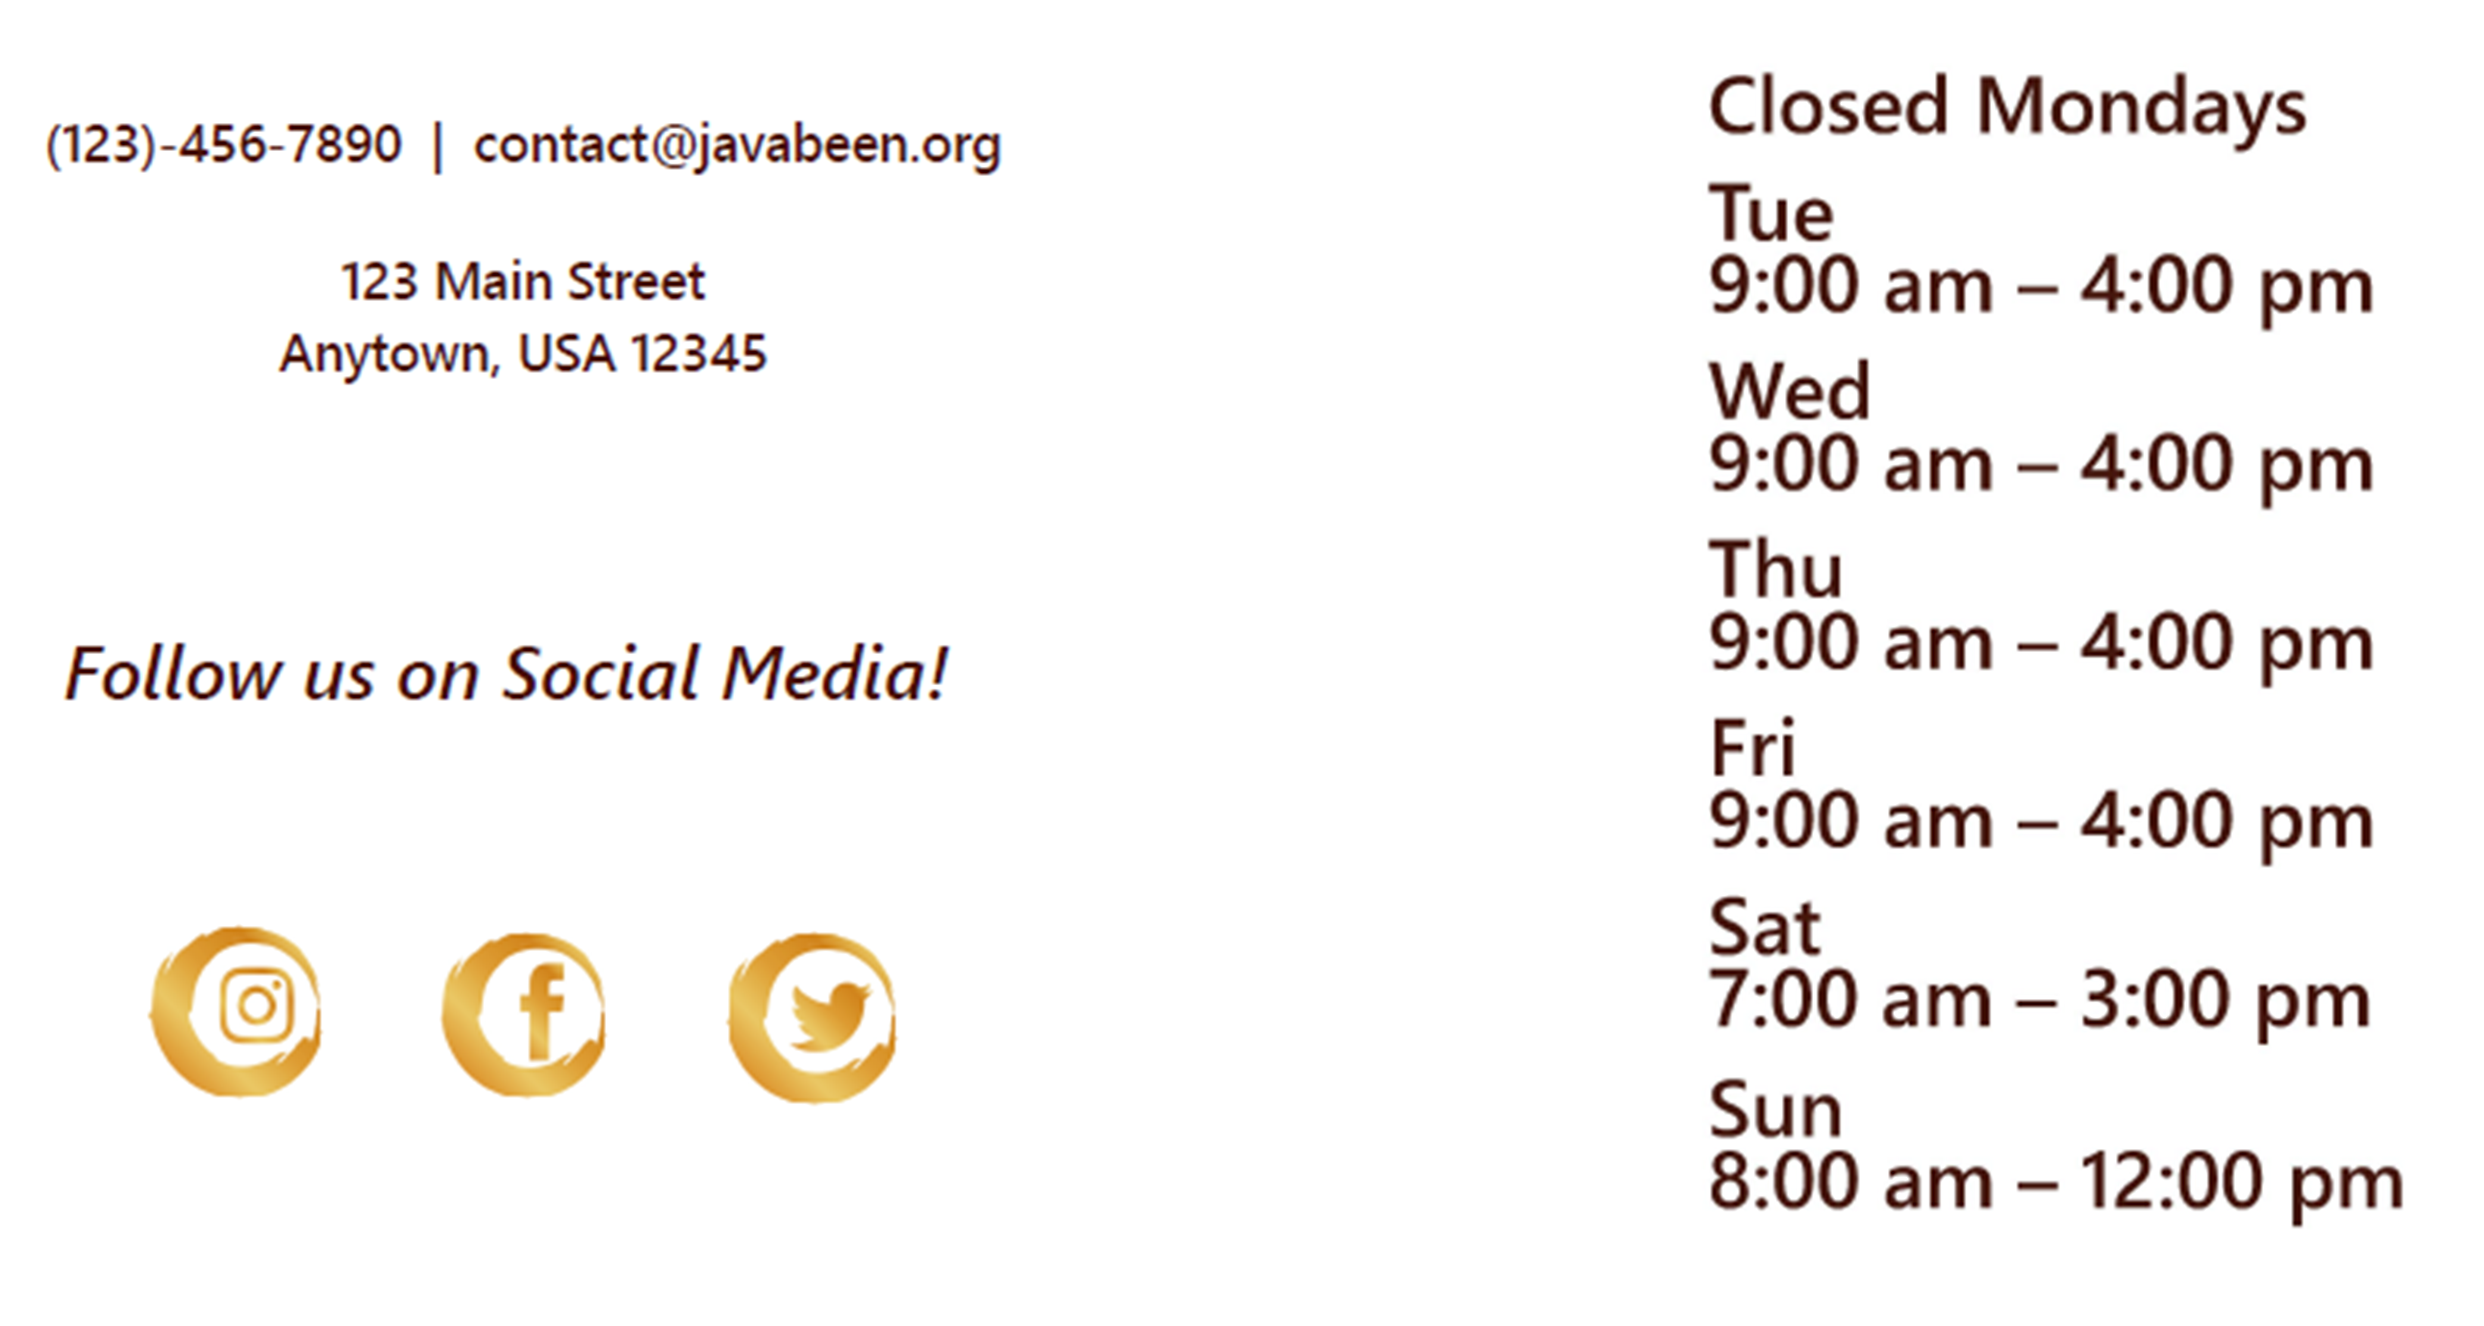 (123)-456-7890 | contact@javabeen.org
123 Main Street
Anytown, USA 12345
Follow us on Social Media!
Closed Mondays
Tue
9:00 am – 4:00 pm
Wed
9:00 am – 4:00 pm
Thu
9:00 am – 4:00 pm
Fri
9:00 am – 4:00 pm
Sat
7:00 am – 3:00 pm
Sun
8:00 am – 12:00 pm